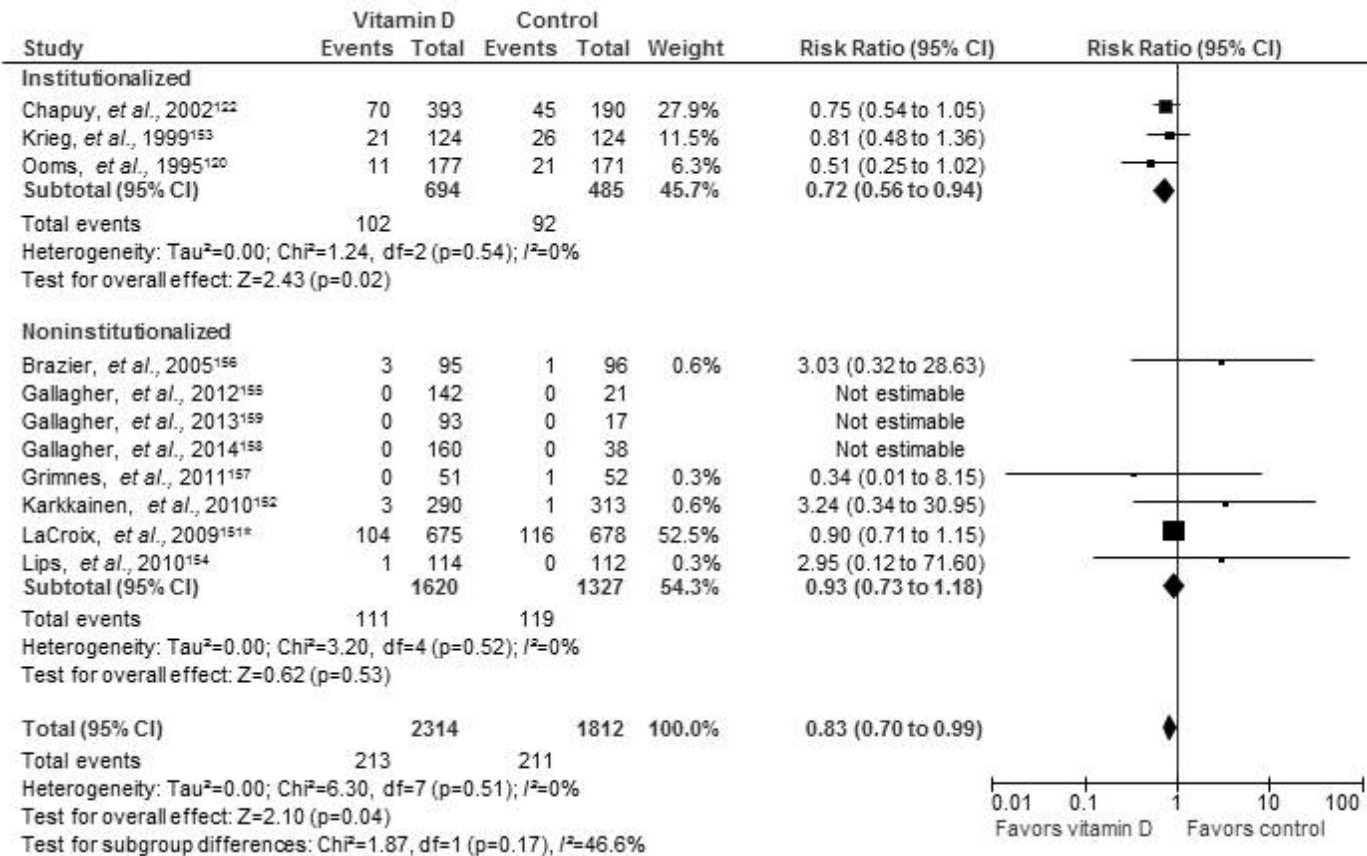 Vitamin D Control
Study Events Total Events Total Weight Risk Ratio (95% CI) Risk Ratio (95% CI)
Institutionalized
Chapuy, et al., 2002¹²² 70 393 45 190 27.9% 0.75 (0.54 to 1.05)
Krieg, et al., 1999¹⁵³ 21 124 26 124 11.5% 0.81 (0.48 to 1.36)
Ooms, et al., 1995¹²⁰ 11 177 21 171 6.3% 0.51 (0.25 to 1.02)
Subtotal (95% CI) 694 485 45.7% 0.72 (0.56 to 0.94)
Total events 102 92
Heterogeneity: Tau²=0.00; Chi²=1.24, df=2 (p=0.54); I²=0%
Test for overall effect: Z=2.43 (p=0.02)
Noninstitutionalized
Brazier, et al., 2005¹⁵⁶ 3 95 1 96 0.6% 3.03 (0.32 to 28.63)
Gallagher, et al., 2012¹⁵⁵ 0 142 0 21 Not estimable
Gallagher, et al., 2013¹⁵⁹ 0 93 0 17 Not estimable
Gallagher, et al., 2014¹⁵⁸ 0 160 0 38 Not estimable
Grimnes, et al., 2011¹⁵⁷ 0 51 1 52 0.3% 0.34 (0.01 to 8.15)
Karkkainen, et al., 2010¹⁵² 3 290 1 313 0.6% 3.24 (0.34 to 30.95)
LaCroix, et al., 2009¹⁵¹* 104 675 116 678 52.5% 0.90 (0.71 to 1.15)
Lips, et al., 2010¹⁵⁴ 1 114 0 112 0.3% 2.95 (0.12 to 71.60)
Subtotal (95% CI) 1620 1327 54.3% 0.93 (0.73 to 1.18)
Total events 111 119
Heterogeneity: Tau²=0.00; Chi²=3.20, df=4 (p=0.52); I²=0%
Test for overall effect: Z=0.62 (p=0.53)
Total (95% CI) 2314 1812 100.0% 0.83 (0.70 to 0.99)
Total events 213 211
Heterogeneity: Tau²=0.00; Chi²=6.30, df=7 (p=0.51); I²=0%
Test for overall effect: Z=2.10 (p=0.04)
Test for subgroup differences: Chi²=1.87, df=1 (p=0.17), I²=46.6%
0.01 0.1 1 10 100
Favors vitamin D Favors control